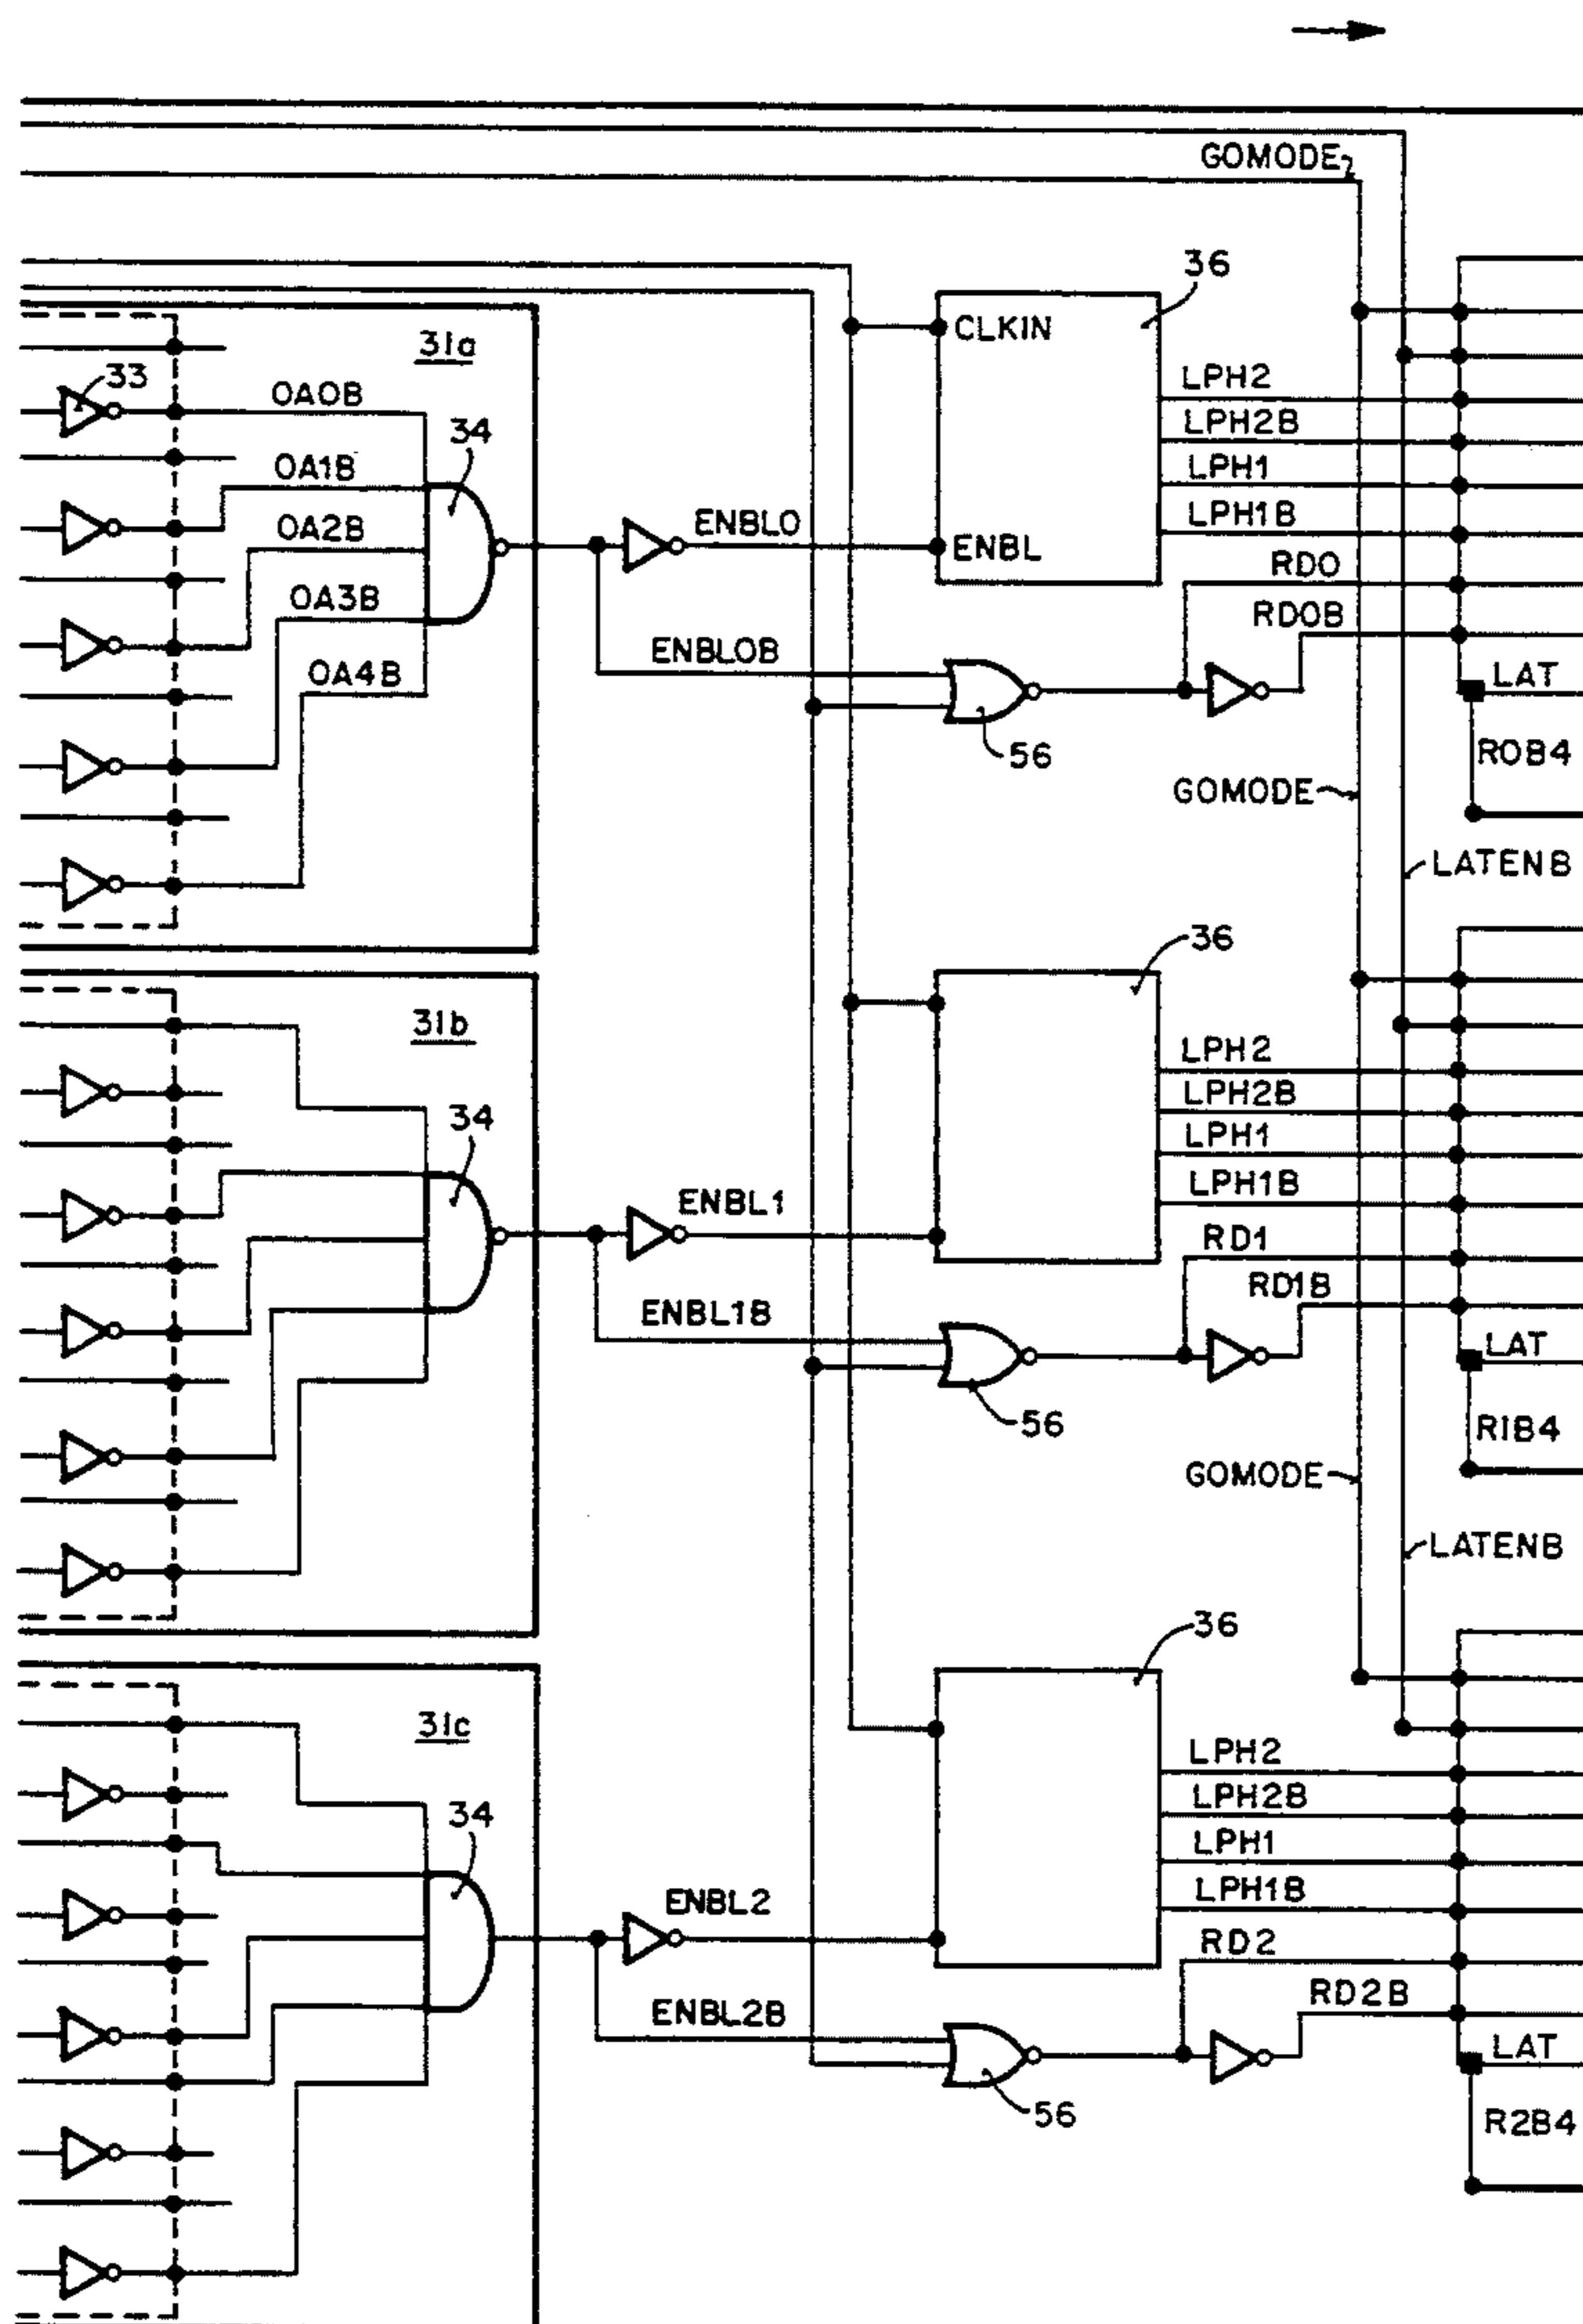 GOMODE
36
CLKIN
31a
33
OA0B
LPH2
34
LPH2B
OA1B
LPH1
ENBLO
LPH1B
OA2B
ENBL
RDO
OA3B
RDOB
ENBLOB
OA4B
LAT
56
ROB4
GOMODE
LATENB
36
31b
LPH2
LPH2B
34
LPH1
LPH1B
ENBL1
RD1
RD1B
ENBL1B
LAT
56
R1B4
GOMODE
LATENB
36
31c
LPH2
LPH2B
34
LPH1
LPH1B
ENBL2
RD2
RD2B
ENBL2B
LAT
56
R2B4